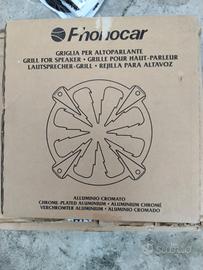 Phonocar
GRIGLIA PER ALTOPARLANTE
GRILL FOR SPEAKER • GRILLE POUR HAUT-PARLEUR
LAUTSPRECHER-GRILL • REJILLA PARA ALTAVOZ
ALLUMINIO CROMATO
CHROME-PLATED ALUMINIUM • ALUMINIUM CHROMÉ
VERCHROMTER ALUMINIUM • ALUMINIO CROMADO
subito